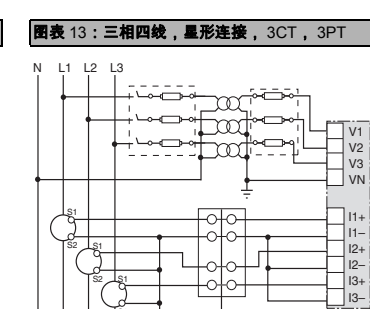 图表 13：三相四线，星形连接，3CT，3PT
N L1 L2 L3
V1
V2
V3
VN
S1
I1+
S2
I1–
S1
I2+
I2–
S2
S1
I3+
I3–